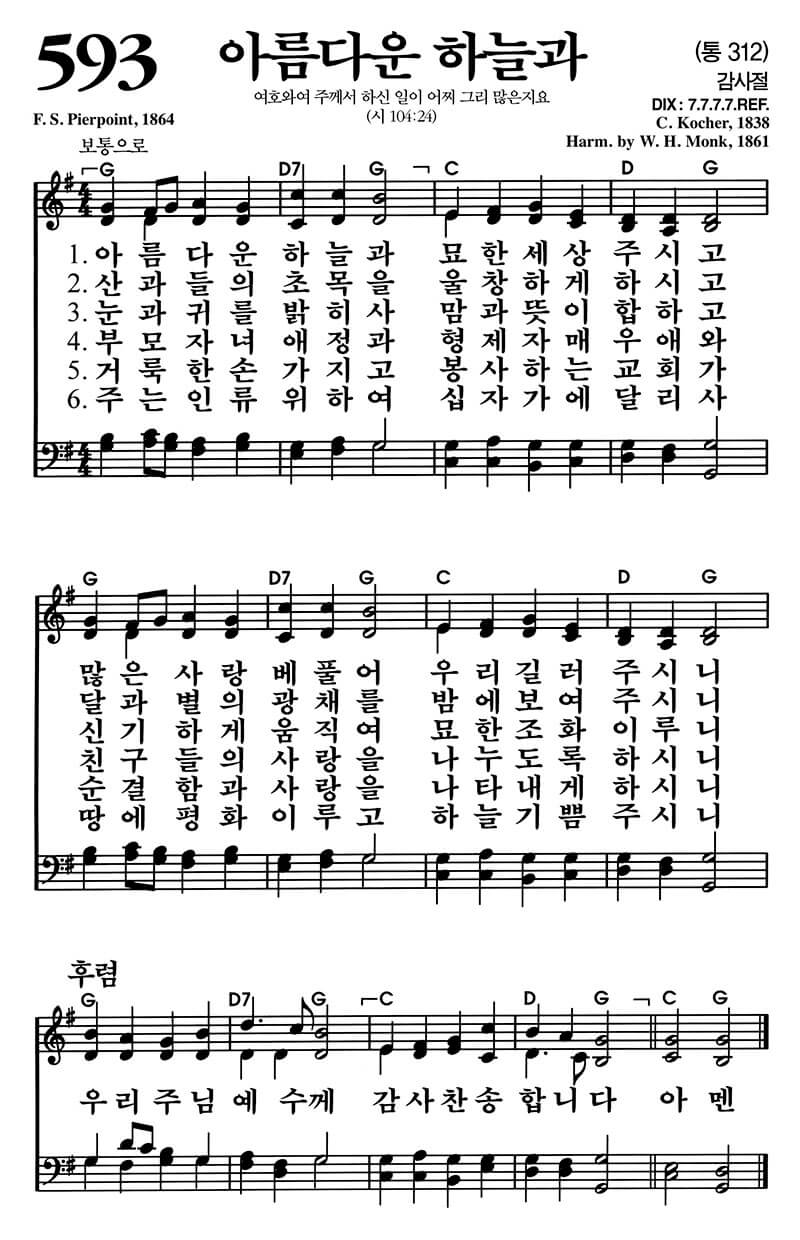 593
아름다운 하늘과
(통 312)
감사절
여호와여 주께서 하신 일이 어찌 그리 많은지요
(시 104:24)
DIX : 7.7.7.7.REF.
F. S. Pierpoint, 1864
C. Kocher, 1838
보통으로
Harm. by W. H. Monk, 1861
G D7 G C D G
1. 아 름 다 운 하 늘 과 묘 한 세 상 주 시 고
2. 산 과 들 의 초 목 을 울 창 하 게 하 시 고
3. 눈 과 귀 를 밝 히 사 맘 과 뜻 이 합 하 고
4. 부 모 자 녀 애 정 과 형 제 자 매 우 애 와
5. 거 룩 한 손 가 지 고 봉 사 하 는 교 회 가
6. 주 는 인 류 위 하 여 십 자 가 에 달 리 사
G D7 G C D G
많 은 사 랑 베 풀 어 우 리 길 러 주 시 니
달 과 별 의 광 채 를 밤 에 보 여 주 시 니
신 기 하 게 움 직 여 묘 한 조 화 이 루 니
친 구 들 의 사 랑 을 나 누 도 록 하 시 니
순 결 함 과 사 랑 을 나 타 내 게 하 시 니
땅 에 평 화 이 루 고 하 늘 기 쁨 주 시 니
후렴
G D7 G C D G C G
우 리 주 님 예 수 께 감 사 찬 송 합 니 다 아 멘